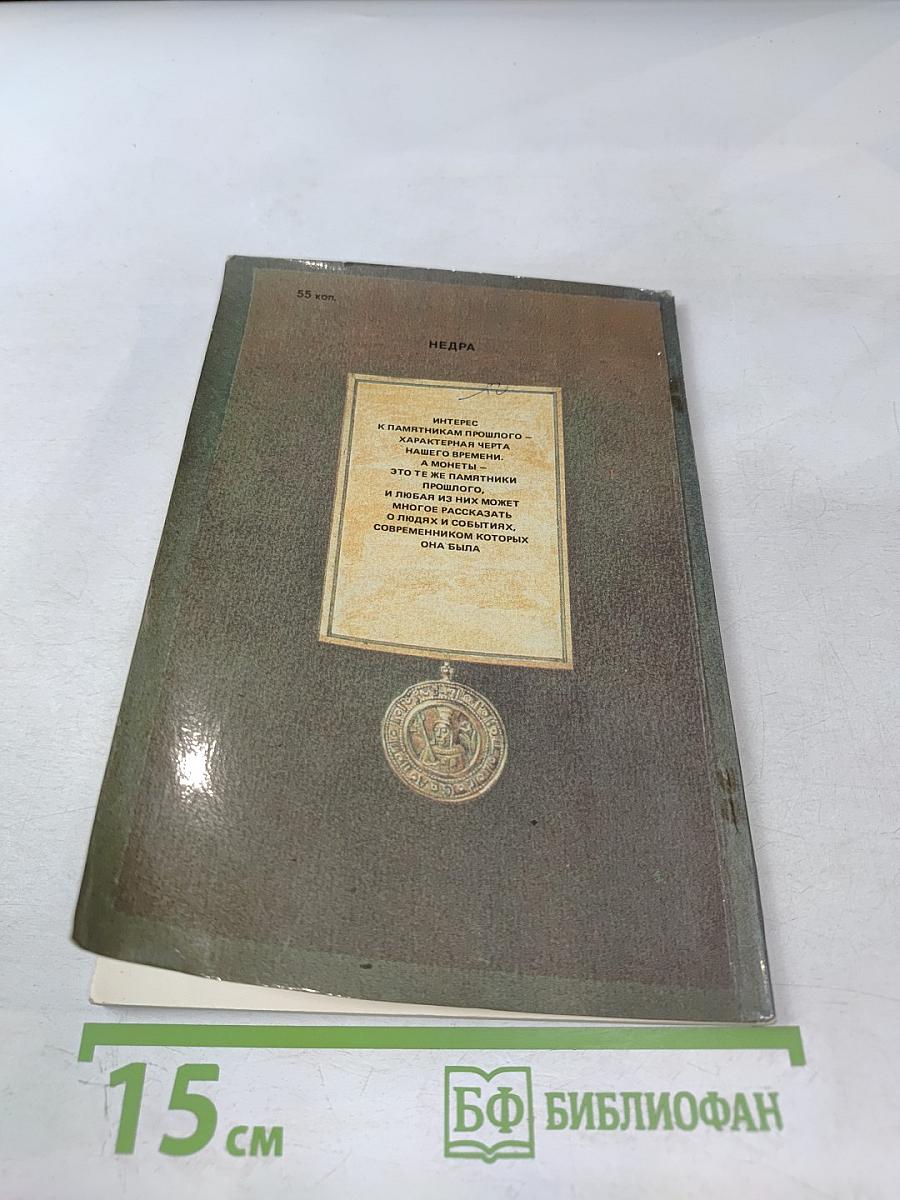 55 коп.
НЕДРА
ИНТЕРЕС
К ПАМЯТНИКАМ ПРОШЛОГО –
ХАРАКТЕРНАЯ ЧЕРТА
НАШЕГО ВРЕМЕНИ.
А МОНЕТЫ –
ЭТО ТЕ ЖЕ ПАМЯТНИКИ
ПРОШЛОГО,
И ЛЮБАЯ ИЗ НИХ МОЖЕТ
МНОГОЕ РАССКАЗАТЬ
О ЛЮДЯХ И СОБЫТИЯХ,
СОВРЕМЕННИКОМ КОТОРЫХ
ОНА БЫЛА
15 см
БФ БИБЛИОФАН